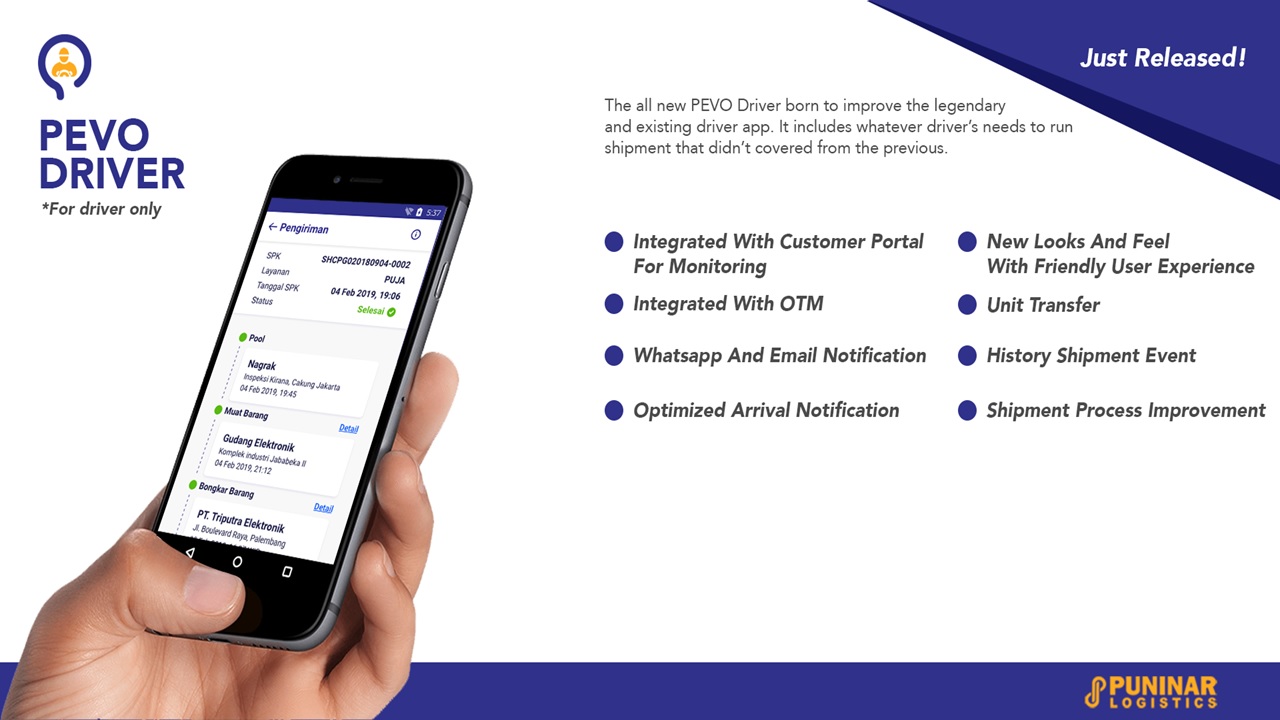 Just Released!
PEVO
DRIVER
*For driver only
The all new PEVO Driver born to improve the legendary
and existing driver app. It includes whatever driver's needs to run
shipment that didn't covered from the previous.
Integrated With Customer Portal
For Monitoring
Integrated With OTM
Whatsapp And Email Notification
Optimized Arrival Notification
New Looks And Feel
With Friendly User Experience
Unit Transfer
History Shipment Event
Shipment Process Improvement
5:37
Pengiriman
SPK SHCPG020180904-0002
Layanan PUJA
Tanggal SPK 04 Feb 2019, 19:06
Status Selesai
Pool
Nagrak
Inspeksi Kirana, Cakung Jakarta
04 Feb 2019, 19:45
Muat Barang
Detail
Gudang Elektronik
Komplek industri Jababeka II
04 Feb 2019, 21:12
Bongkar Barang
Detail
PT. Triputra Elektronik
Jl. Boulevard Raya, Palembang
PUNINAR
LOGISTICS